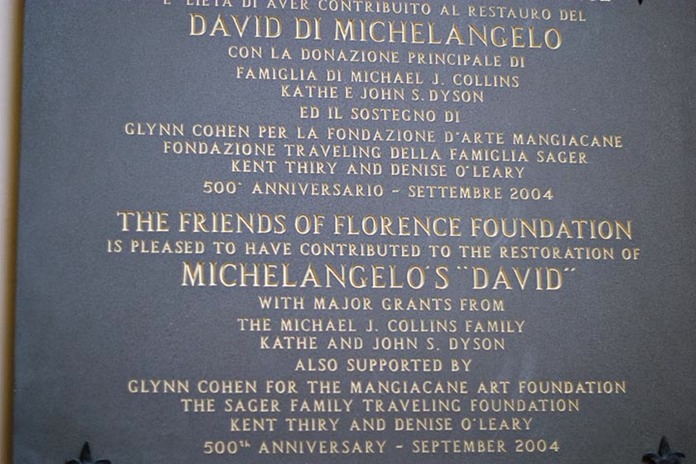 È LIETA DI AVER CONTRIBUITO AL RESTAURO DEL
DAVID DI MICHELANGELO
CON LA DONAZIONE PRINCIPALE DI
FAMIGLIA DI MICHAEL J. COLLINS
KATHE E JOHN S. DYSON
ED IL SOSTEGNO DI
GLYNN COHEN PER LA FONDAZIONE D'ARTE MANGIACANE
FONDAZIONE TRAVELING DELLA FAMIGLIA SAGER
KENT THIRY AND DENISE O'LEARY
500° ANNIVERSARIO - SETTEMBRE 2004
THE FRIENDS OF FLORENCE FOUNDATION
IS PLEASED TO HAVE CONTRIBUTED TO THE RESTORATION OF
MICHELANGELO'S "DAVID"
WITH MAJOR GRANTS FROM
THE MICHAEL J. COLLINS FAMILY
KATHE AND JOHN S. DYSON
ALSO SUPPORTED BY
GLYNN COHEN FOR THE MANGIACANE ART FOUNDATION
THE SAGER FAMILY TRAVELING FOUNDATION
KENT THIRY AND DENISE O'LEARY
500th ANNIVERSARY - SEPTEMBER 2004